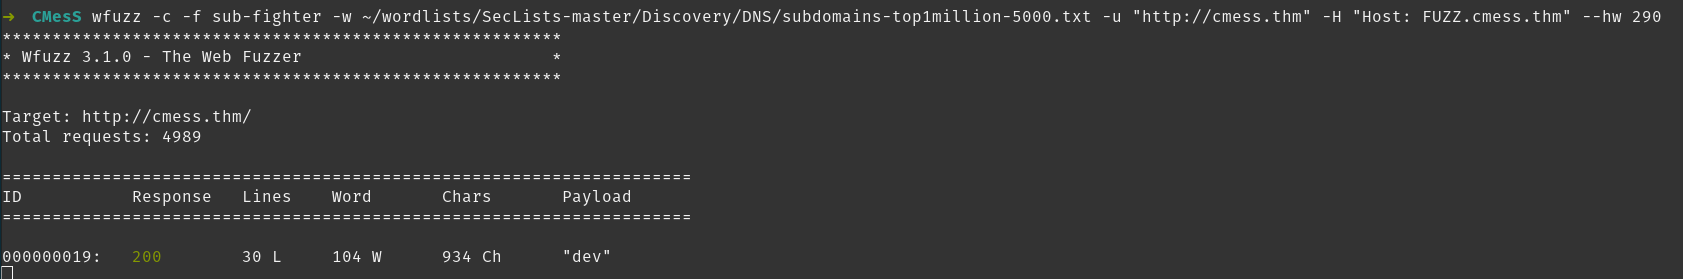 → CMesS wfuzz -c -f sub-fighter -w ~/wordlists/SecLists-master/Discovery/DNS/subdomains-top1million-5000.txt -u "http://cmess.thm" -H "Host: FUZZ.cmess.thm" --hw 290
********************************************************
* Wfuzz 3.1.0 - The Web Fuzzer                         *
********************************************************

Target: http://cmess.thm/
Total requests: 4989

=====================================================================
ID           Response   Lines    Word       Chars       Payload
=====================================================================

000000019:   200        30 L     104 W      934 Ch      "dev"